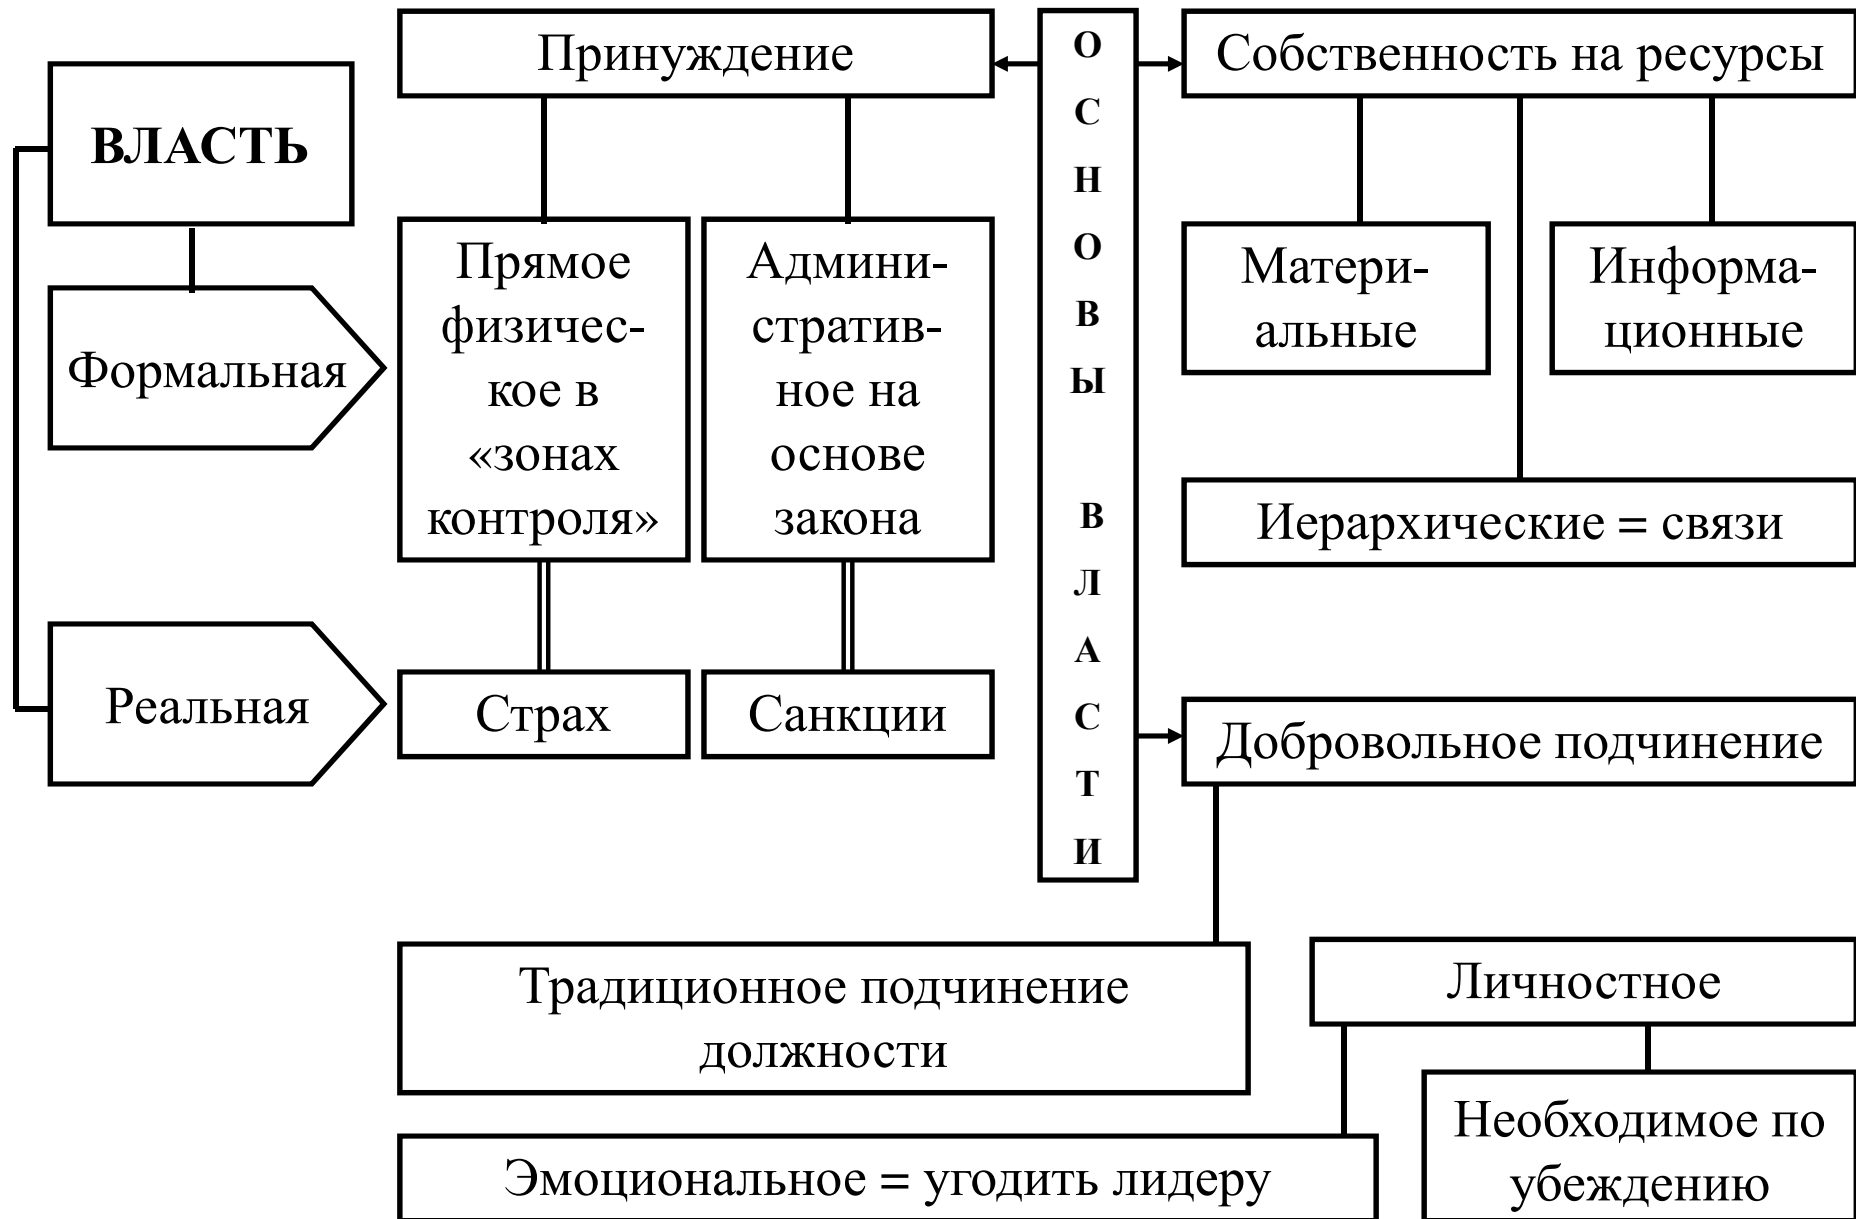 ВЛАСТЬ
Формальная
Реальная
Принуждение
Прямое
физичес-
кое в
«зонах
контроля»
Админи-
стратив-
ное на
основе
закона
Страх
Санкции
О
С
Н
О
В
Ы
В
Л
А
С
Т
И
Собственность на ресурсы
Матери-
альные
Информа-
ционные
Иерархические = связи
Добровольное подчинение
Традиционное подчинение
должности
Личностное
Эмоциональное = угодить лидеру
Необходимое по
убеждению